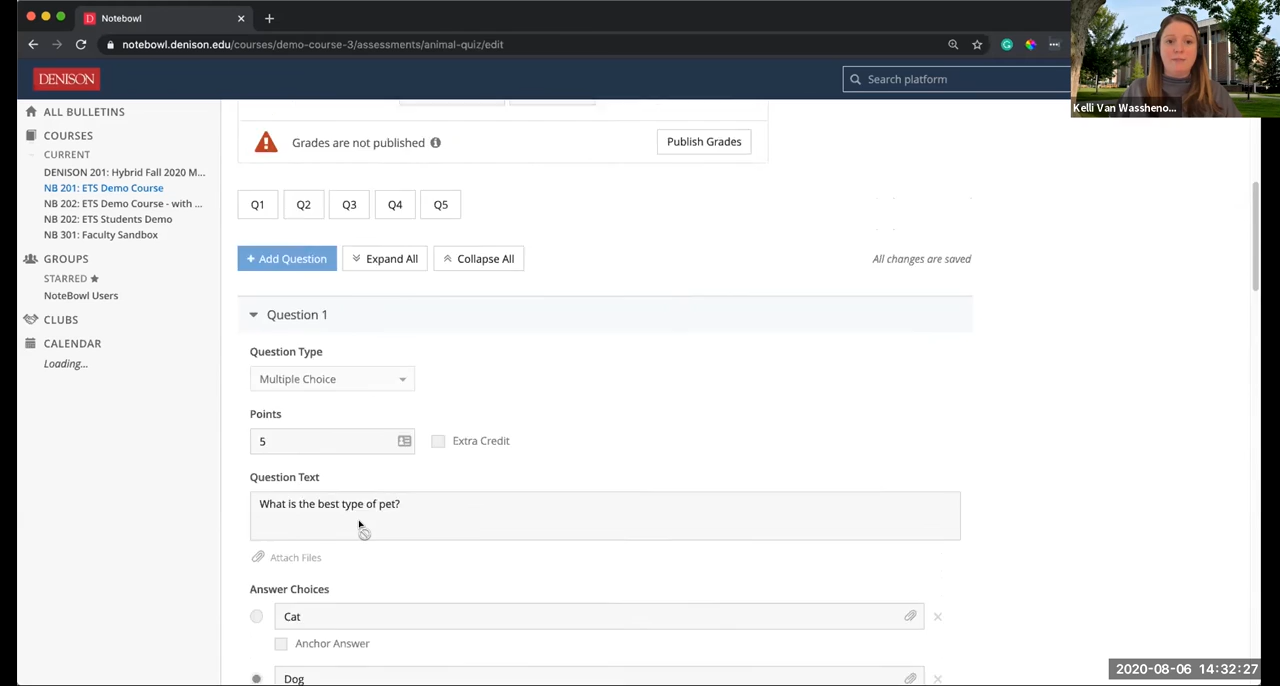 Notebowl
notebowl.denison.edu/courses/demo-course-3/assessments/animal-quiz/edit
DENISON
Search platform
Kelli Van Wassheno...
ALL BULLETINS
COURSES
CURRENT
DENISON 201: Hybrid Fall 2020 M...
NB 201: ETS Demo Course
NB 202: ETS Demo Course - with ...
NB 202: ETS Students Demo
NB 301: Faculty Sandbox
GROUPS
STARRED
NoteBowl Users
CLUBS
CALENDAR
Loading...
Grades are not published
Publish Grades
Q1 Q2 Q3 Q4 Q5
+ Add Question Expand All Collapse All All changes are saved
Question 1
Question Type
Multiple Choice
Points
5 Extra Credit
Question Text
What is the best type of pet?
Attach Files
Answer Choices
Cat
Anchor Answer
Dog
2020-08-06 14:32:27